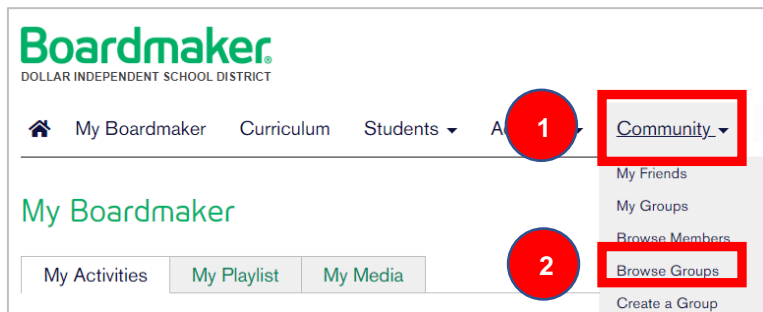 Boardmaker®
DOLLAR INDEPENDENT SCHOOL DISTRICT
My Boardmaker Curriculum Students 1 Community
My Friends
My Boardmaker
My Groups
Browse Members
My Activities My Playlist My Media 2 Browse Groups
Create a Group